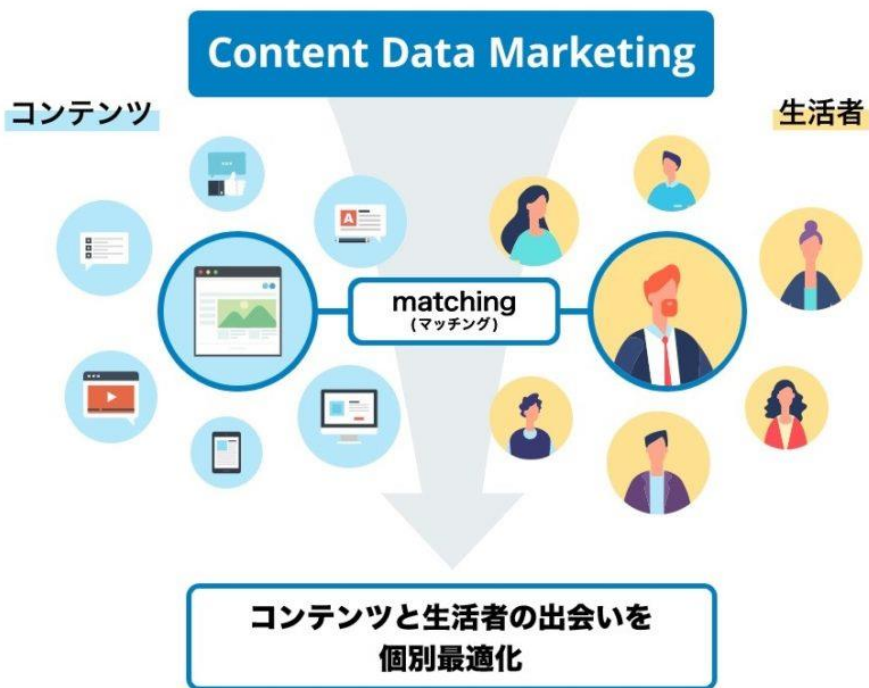 Content Data Marketing
コンテンツ
生活者
A
matching
(マッチング)
コンテンツと生活者の出会いを
個別最適化